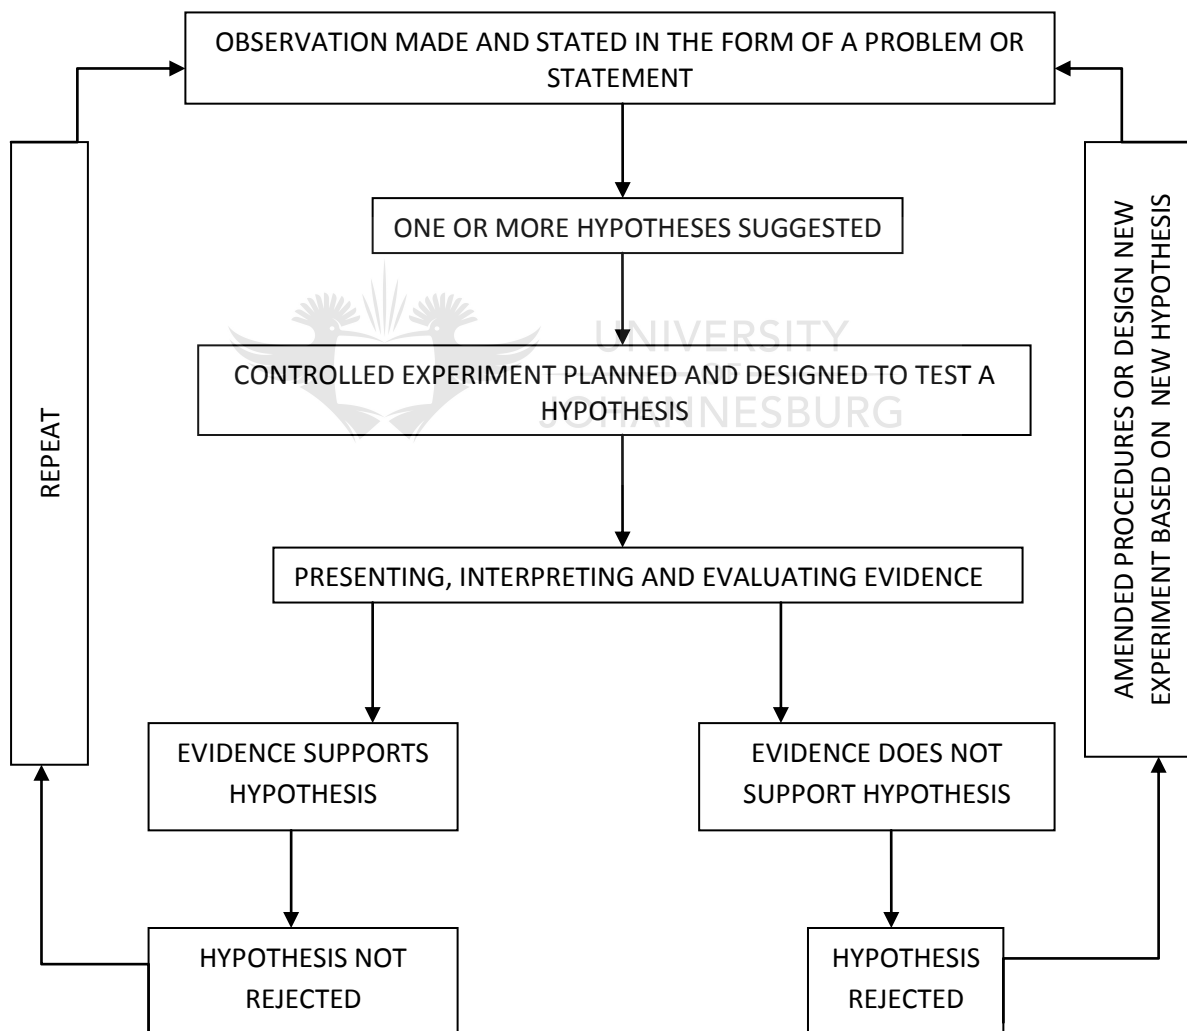 OBSERVATION MADE AND STATED IN THE FORM OF A PROBLEM OR
STATEMENT
ONE OR MORE HYPOTHESES SUGGESTED
UNIVERSITY
OF
JOHANNESBURG
CONTROLLED EXPERIMENT PLANNED AND DESIGNED TO TEST A
HYPOTHESIS
REPEAT
AMENDED PROCEDURES OR DESIGN NEW
EXPERIMENT BASED ON NEW HYPOTHESIS
PRESENTING, INTERPRETING AND EVALUATING EVIDENCE
EVIDENCE SUPPORTS
HYPOTHESIS
EVIDENCE DOES NOT
SUPPORT HYPOTHESIS
HYPOTHESIS NOT
REJECTED
HYPOTHESIS
REJECTED